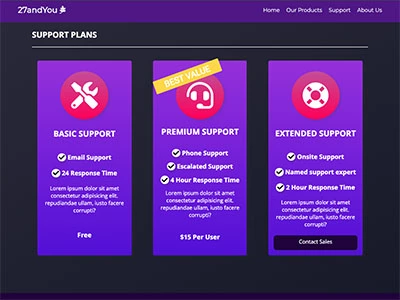 27andYou
Home
Our Products
Support
About Us
SUPPORT PLANS
BASIC SUPPORT
Email Support
24 Response Time
Lorem ipsum dolor sit amet
consectetur adipisicing elit.
repudiandae ullam, iusto facere
corrupti?
Free
BEST VALUE
PREMIUM SUPPORT
Phone Support
Escalated Support
4 Hour Response Time
Lorem ipsum dolor sit amet
consectetur adipisicing elit.
repudiandae ullam, iusto facere
corrupti?
$15 Per User
EXTENDED SUPPORT
Onsite Support
Named support expert
2 Hour Response Time
Lorem ipsum dolor sit amet
consectetur adipisicing elit.
repudiandae ullam, iusto facere
corrupti?
Contact Sales